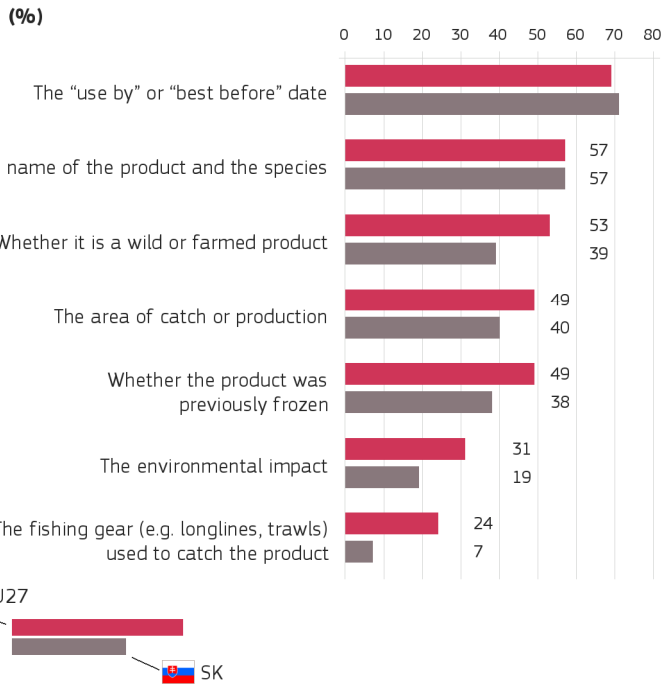 (%)
0 10 20 30 40 50 60 70 80
The “use by” or “best before” date
name of the product and the species
57
57
Whether it is a wild or farmed product
53
39
The area of catch or production
49
40
Whether the product was
previously frozen
49
38
The environmental impact
31
19
The fishing gear (e.g. longlines, trawls)
used to catch the product
24
7
U27
SK